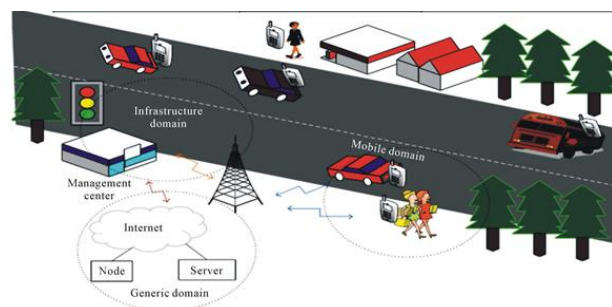 Infrastructure
domain
Mobile domain
Management
center
Internet
Node
Server
Generic domain